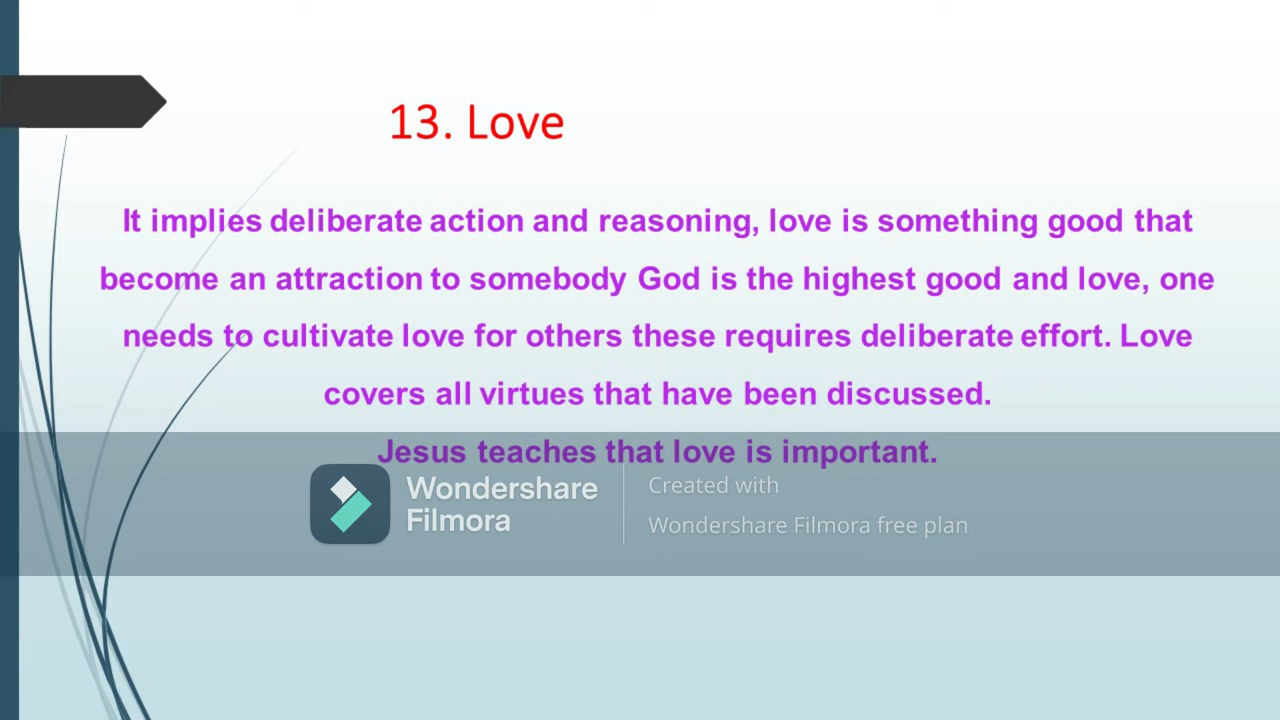 13. Love
It implies deliberate action and reasoning, love is something good that
become an attraction to somebody God is the highest good and love, one
needs to cultivate love for others these requires deliberate effort. Love
covers all virtues that have been discussed.
Jesus teaches that love is important.
Wondershare
Filmora
Created with
Wondershare Filmora free plan